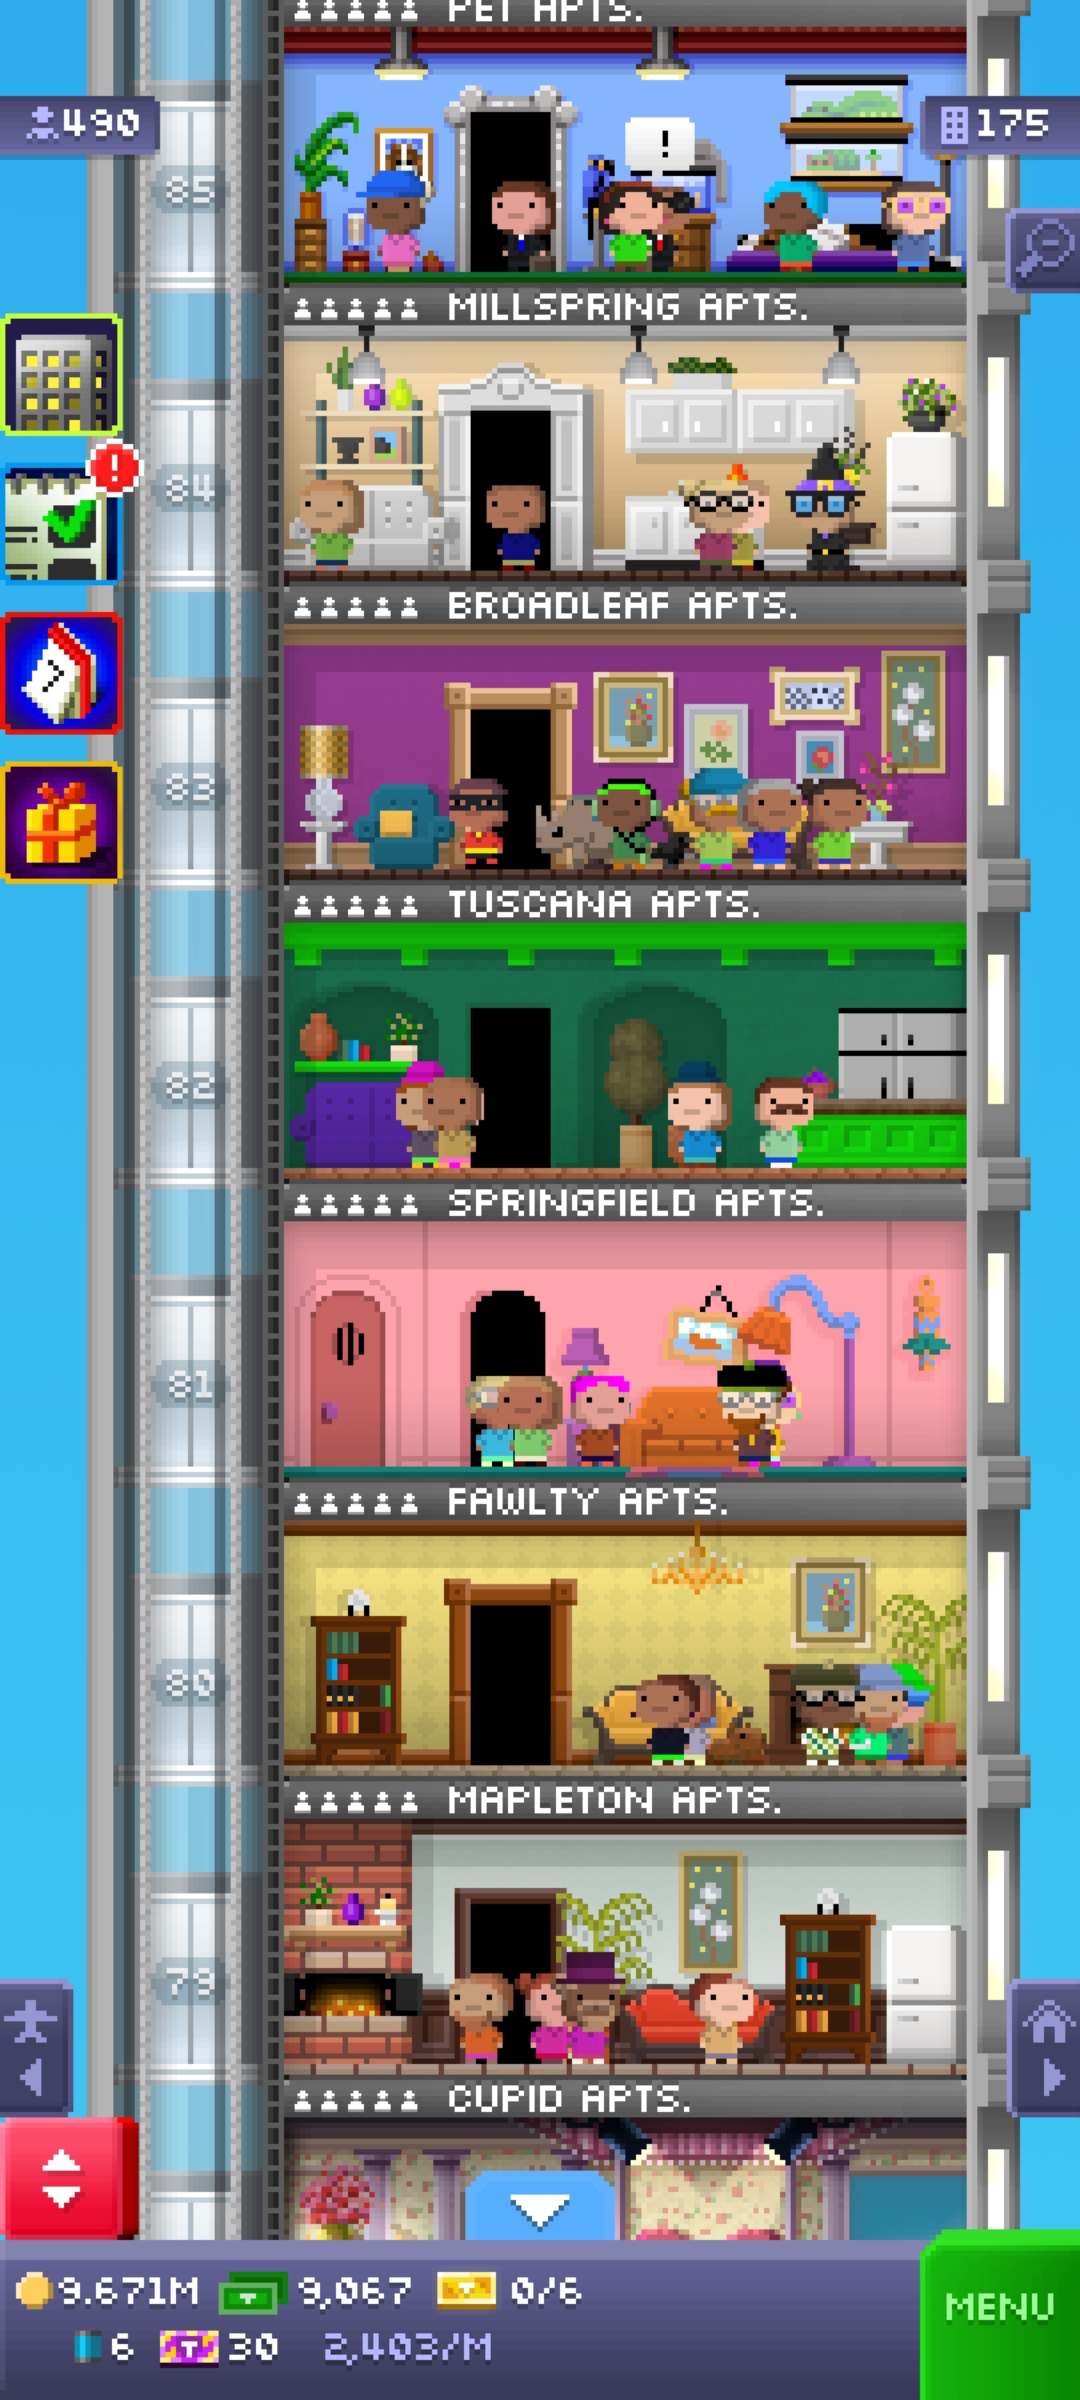 PET APTS.
490
175
85
!
MILLSPRING APTS.
84
!
BROADLEAF APTS.
7
83
TUSCANA APTS.
82
SPRINGFIELD APTS.
81
FAWLTY APTS.
80
MAPLETON APTS.
79
CUPID APTS.
9.671M 9,067 0/6
6 T 30 2,403/M
MENU